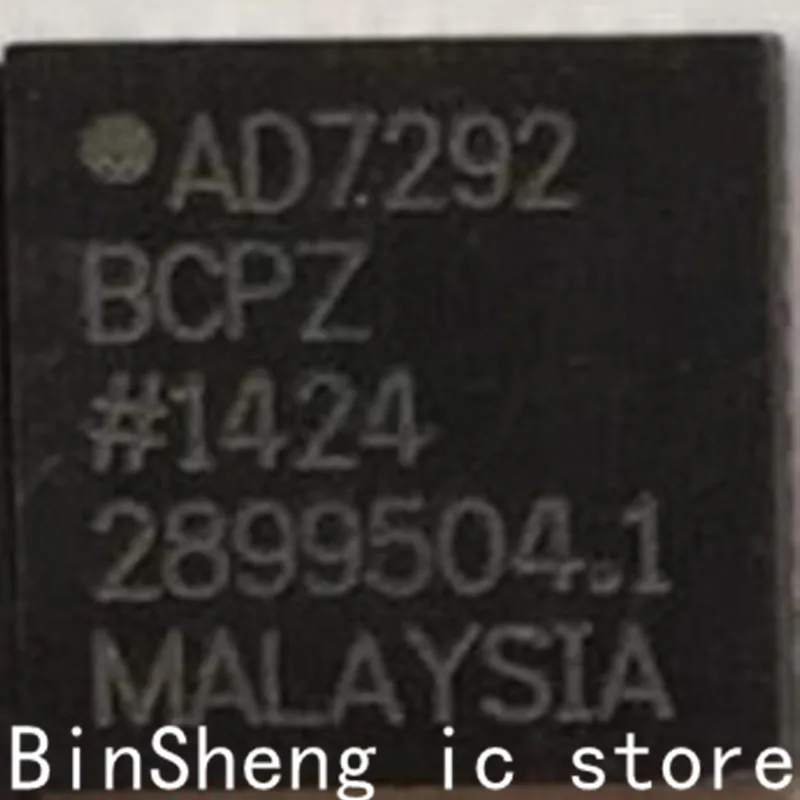 AD7292
BCPZ
#1424
2899504.1
MALAYSIA
BinSheng ic store